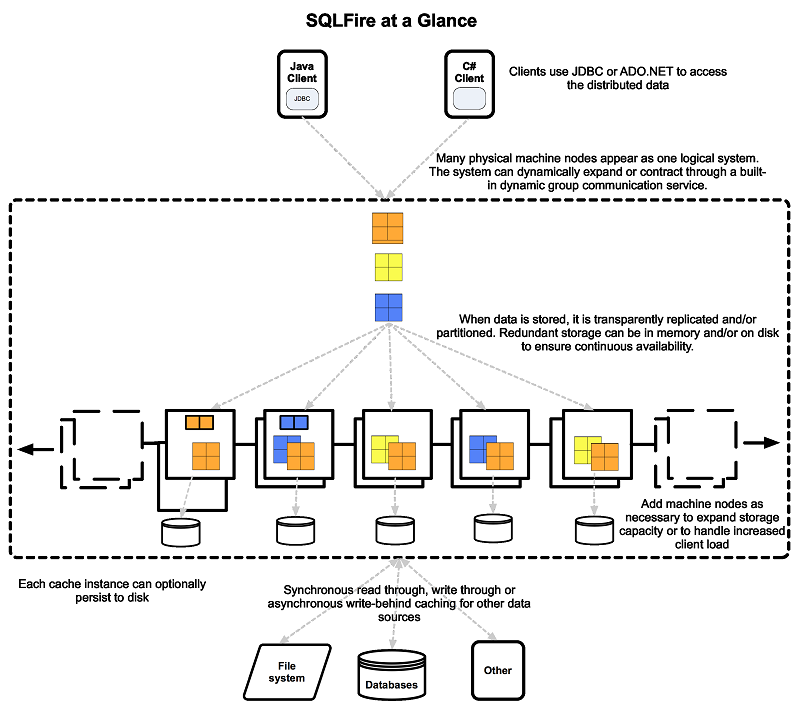 SQLFire at a Glance
Java
Client
JDBC
C#
Client
Clients use JDBC or ADO.NET to access
the distributed data
Many physical machine nodes appear as one logical system.
The system can dynamically expand or contract through a built-
in dynamic group communication service.
When data is stored, it is transparently replicated and/or
partitioned. Redundant storage can be in memory and/or on disk
to ensure continuous availability.
Add machine nodes as
necessary to expand storage
capacity or to handle increased
client load
Each cache instance can optionally
persist to disk
Synchronous read through, write through or
asynchronous write-behind caching for other data
sources
File
system
Databases
Other